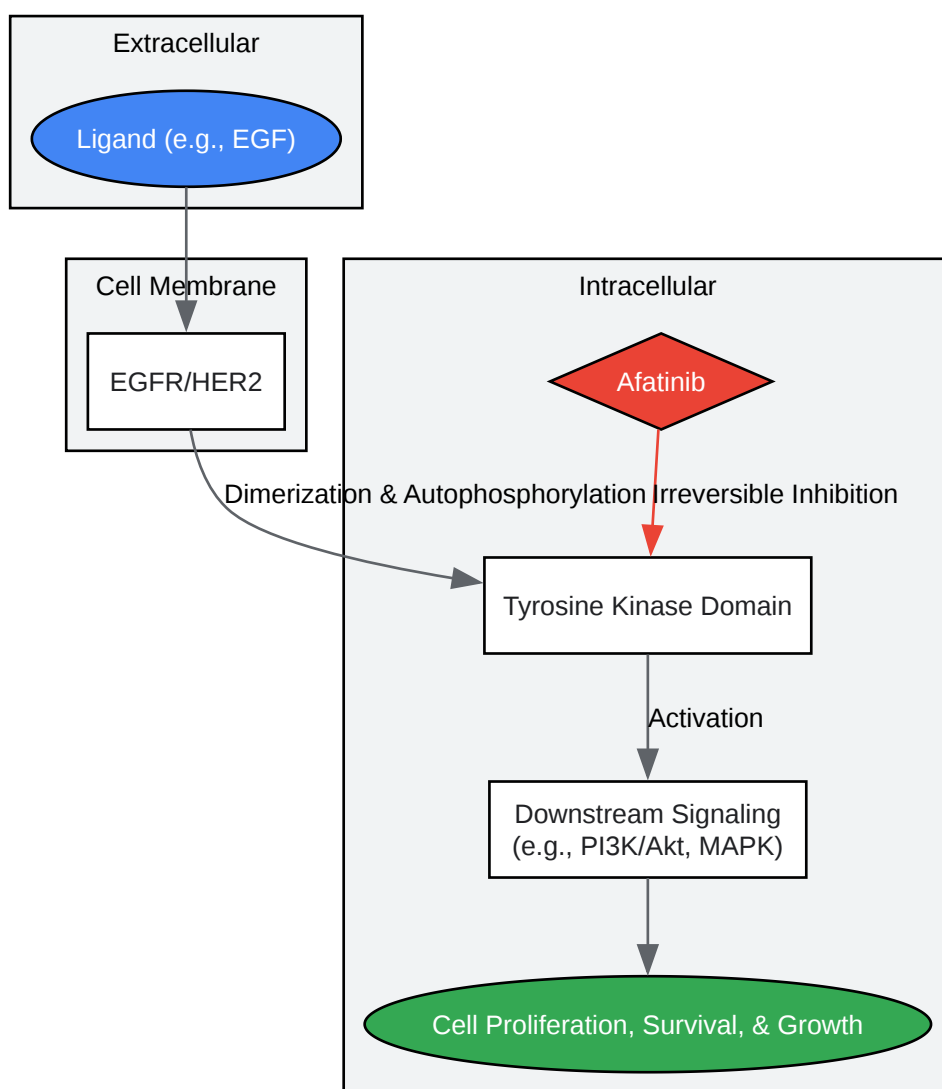 Extracellular
Ligand (e.g., EGF)
Cell Membrane
EGFR/HER2
Intracellular
Afatinib
Dimerization & Autophosphorylation
Irreversible Inhibition
Tyrosine Kinase Domain
Activation
Downstream Signaling
(e.g., PI3K/Akt, MAPK)
Cell Proliferation, Survival, & Growth